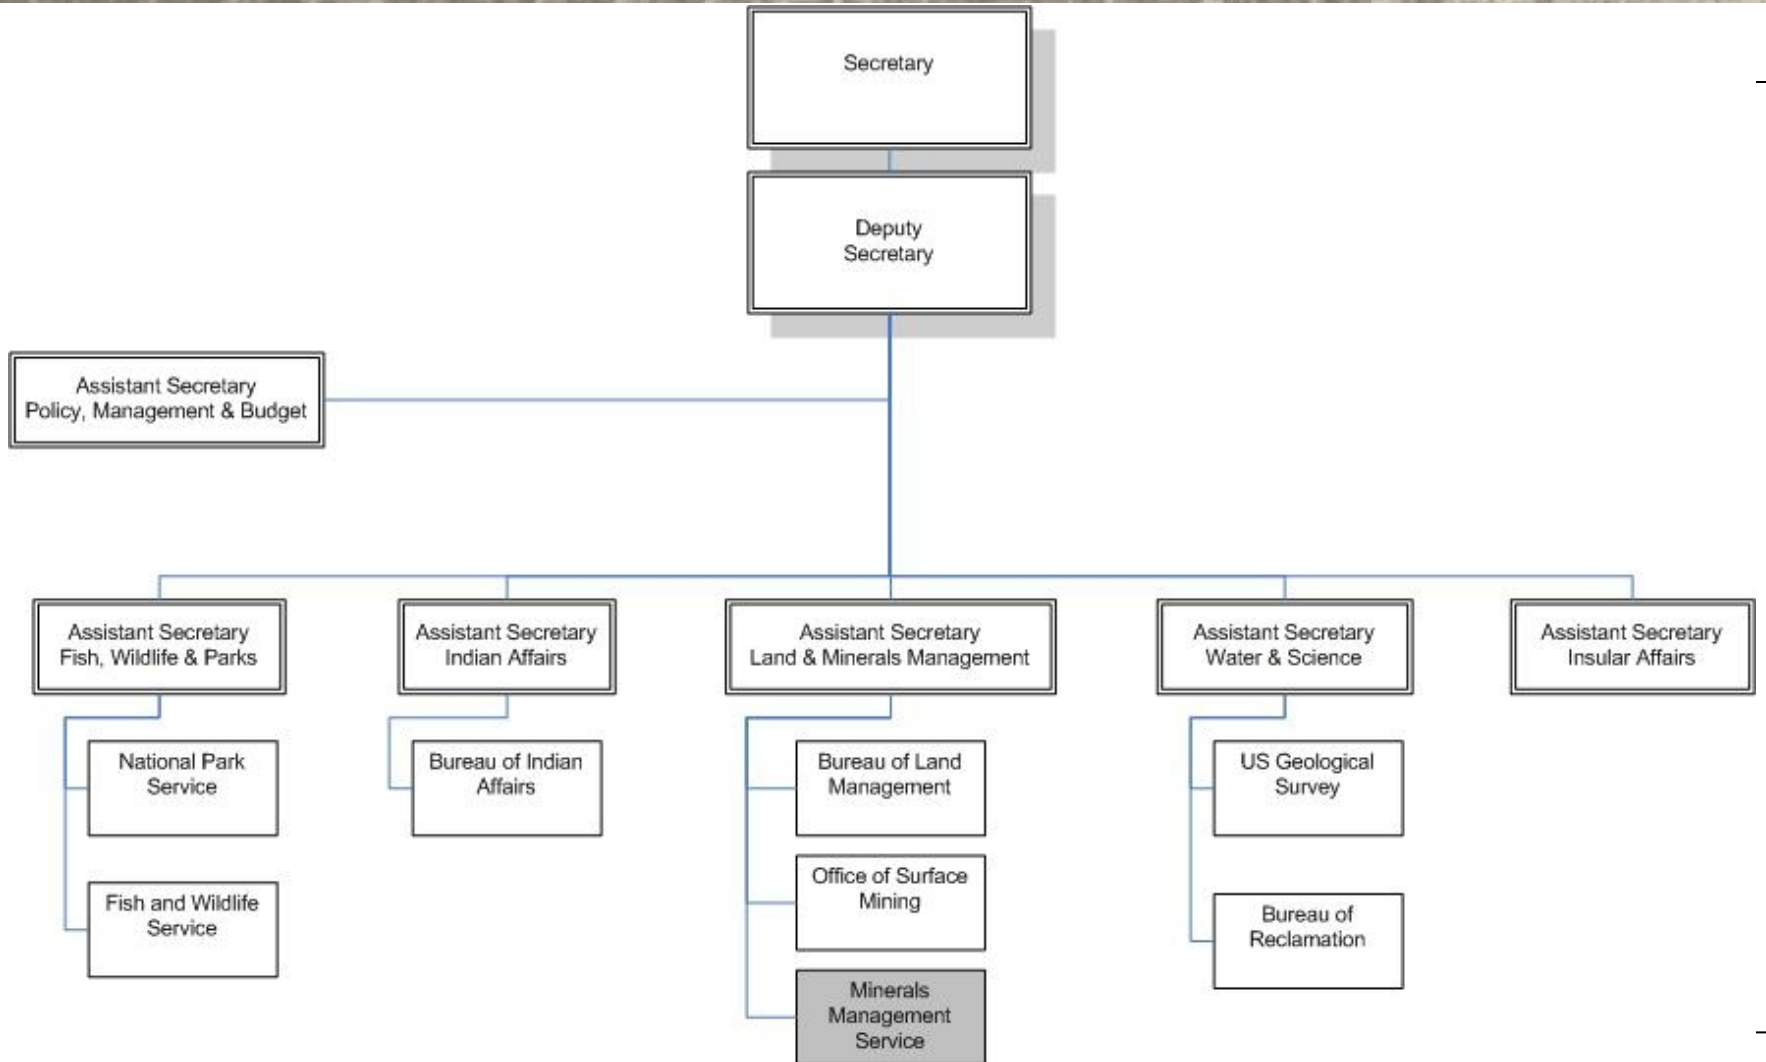 Secretary
Deputy
Secretary
Assistant Secretary
Policy, Management & Budget
Assistant Secretary
Fish, Wildlife & Parks
Assistant Secretary
Indian Affairs
Assistant Secretary
Land & Minerals Management
Assistant Secretary
Water & Science
Assistant Secretary
Insular Affairs
National Park
Service
Bureau of Indian
Affairs
Bureau of Land
Management
US Geological
Survey
Fish and Wildlife
Service
Office of Surface
Mining
Bureau of
Reclamation
Minerals
Management
Service